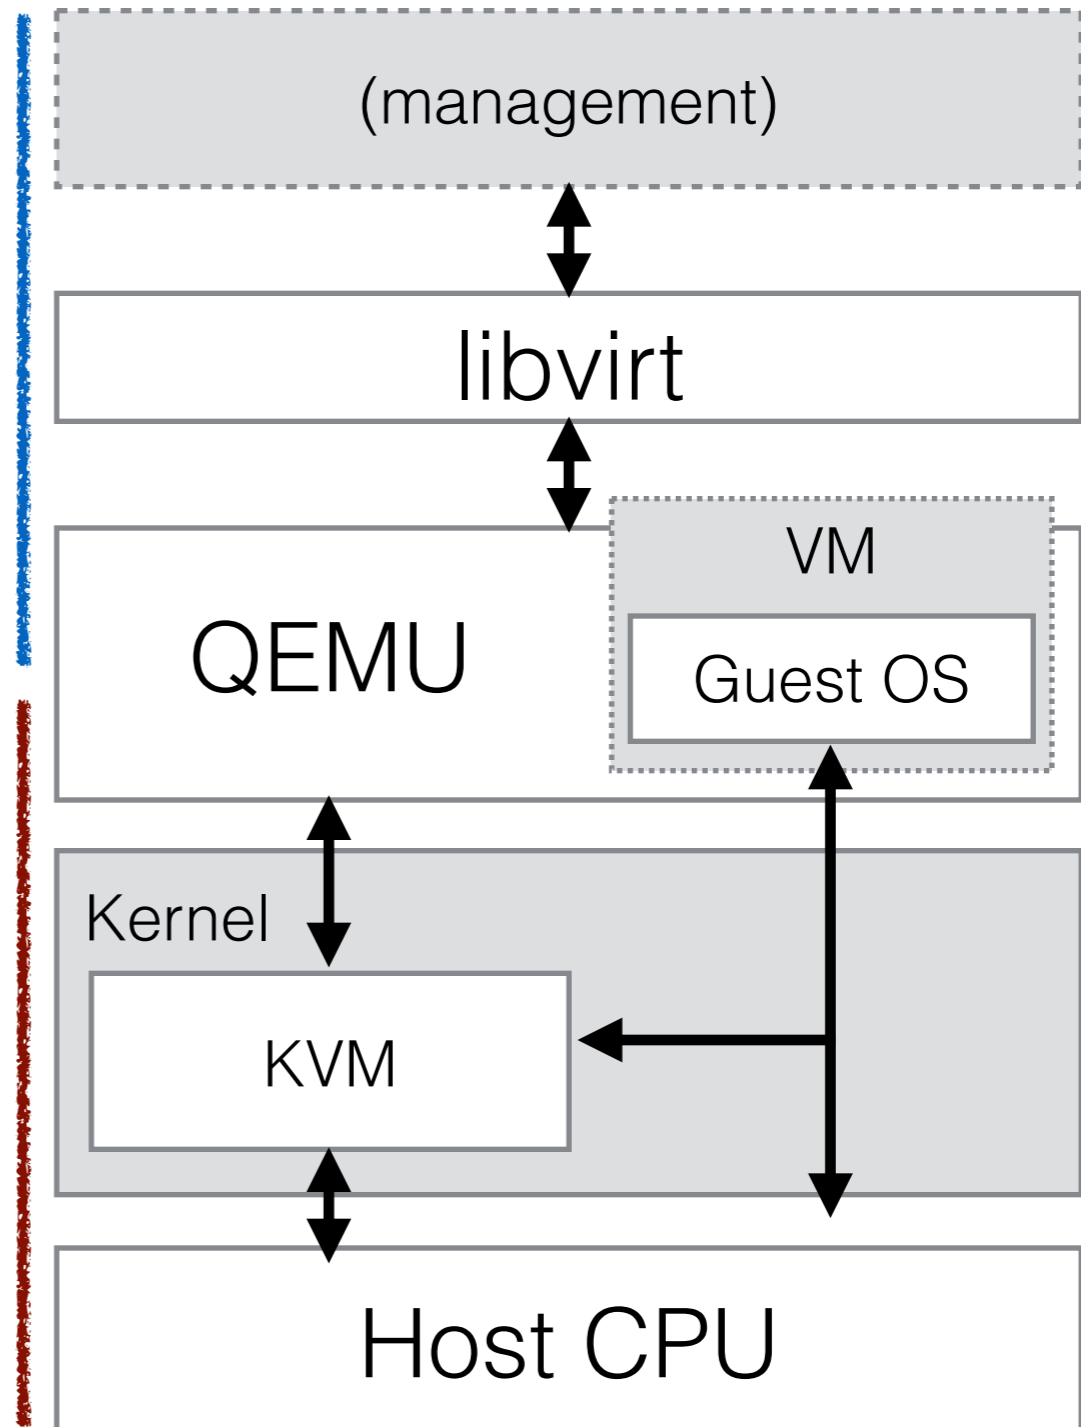 (management)
libvirt
VM
QEMU
Guest OS
Kernel
KVM
Host CPU